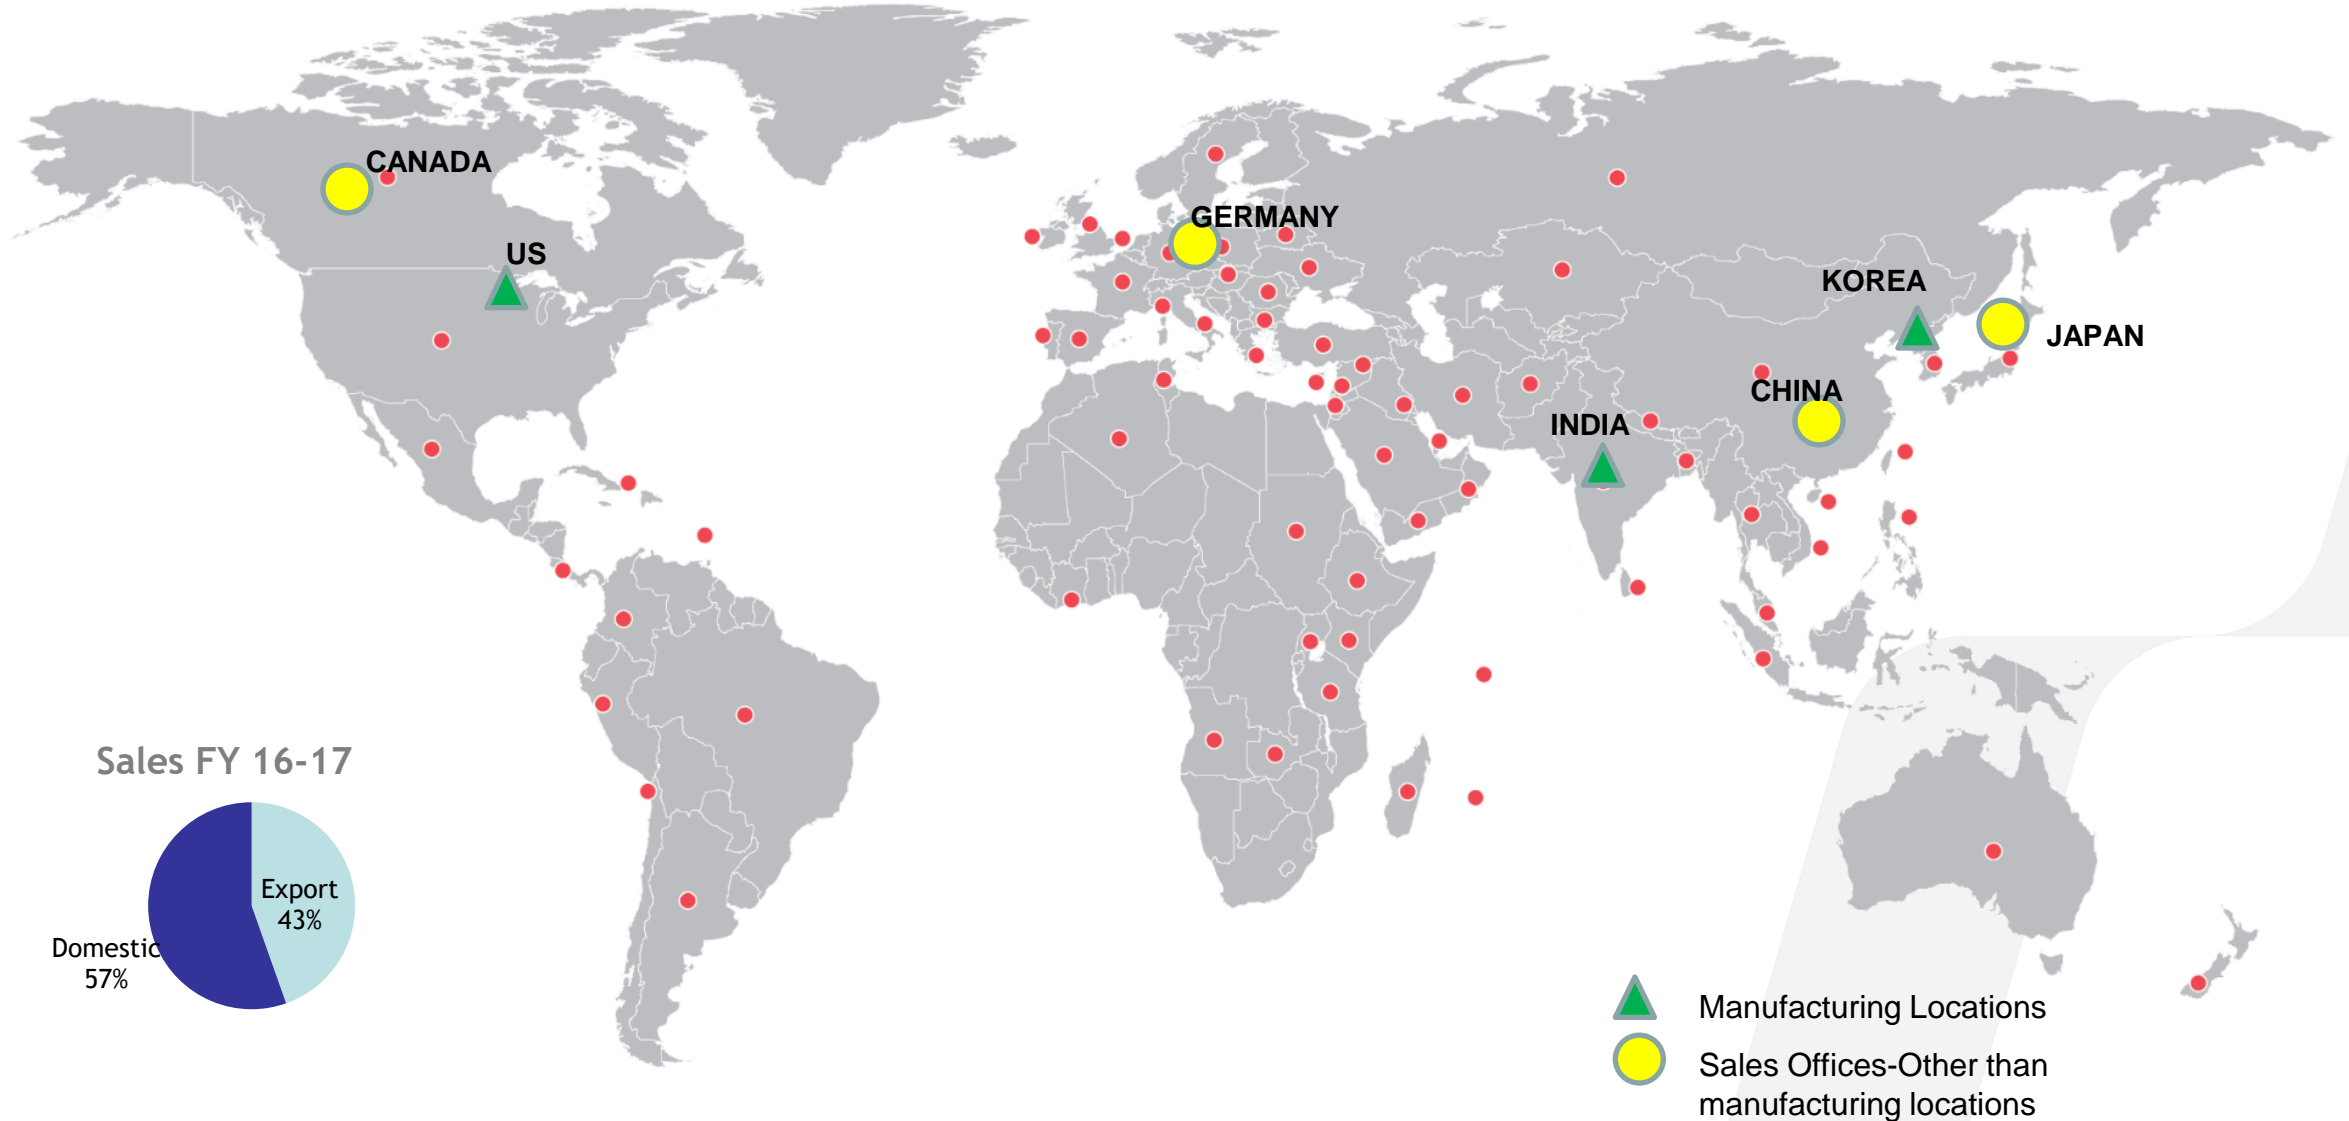 CANADA
US
GERMANY
KOREA
JAPAN
CHINA
INDIA
Sales FY 16-17
Export
43%
Domestic
57%
Manufacturing Locations
Sales Offices-Other than
manufacturing locations